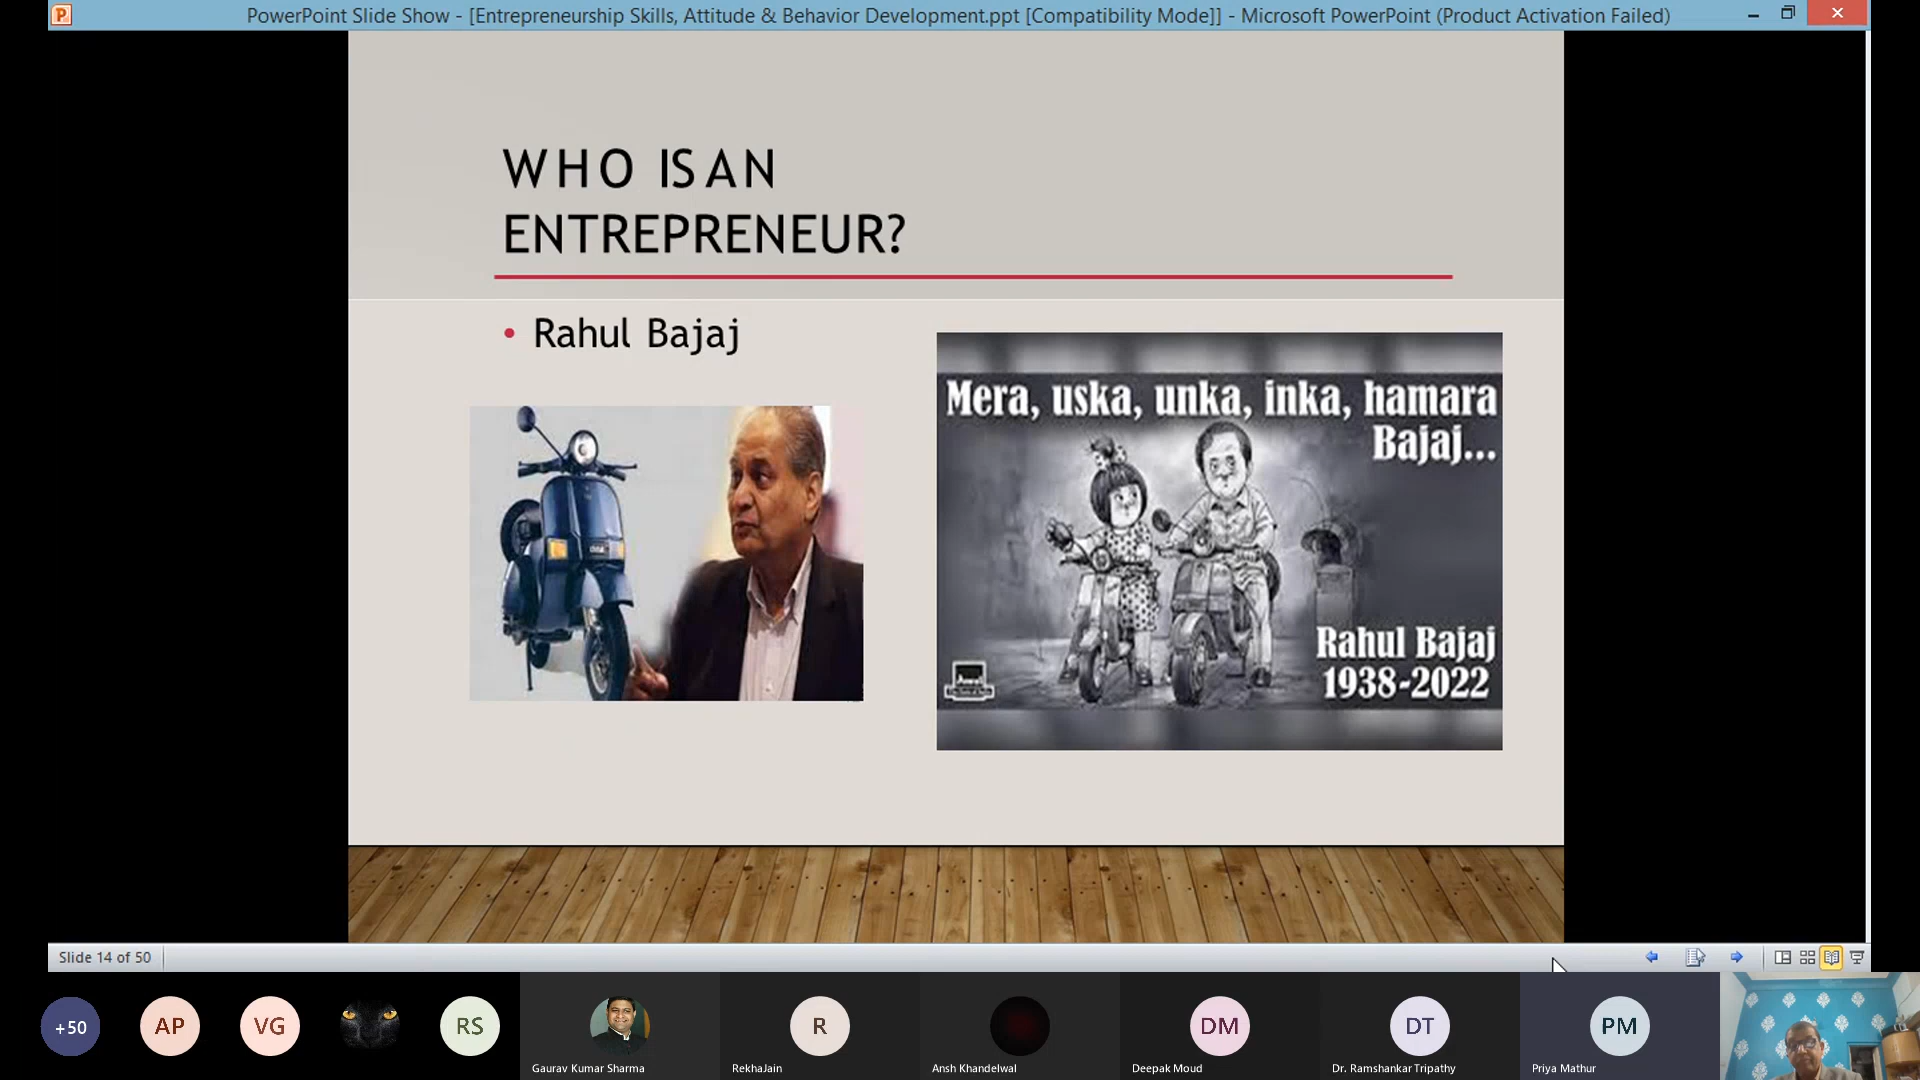 PowerPoint Slide Show - [Entrepreneurship Skills, Attitude & Behavior Development.ppt [Compatibility Mode]] - Microsoft PowerPoint (Product Activation Failed)
WHO IS AN
ENTREPRENEUR?
• Rahul Bajaj
Mera, uska, unka, inka, hamara
Bajaj...
Rahul Bajaj
1938-2022
Slide 14 of 50
+50
AP
VG
RS
R
DM
DT
PM
Gaurav Kumar Sharma
RekhaJain
Ansh Khandelwal
Deepak Moud
Dr. Ramshankar Tripathy
Priya Mathur